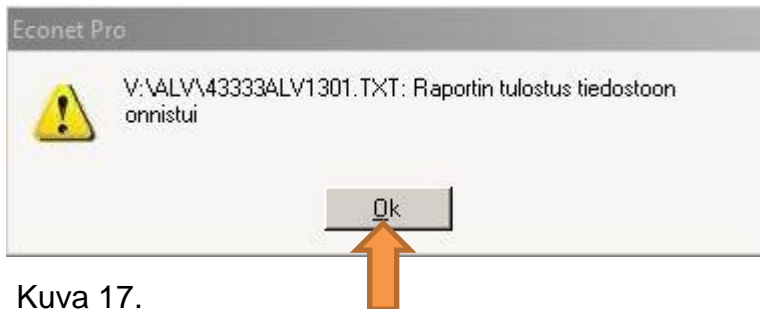 Econet Pro
V:\ALV\43333ALV1301.TXT: Raportin tulostus tiedostoon
onnistui
Ok
Kuva 17.